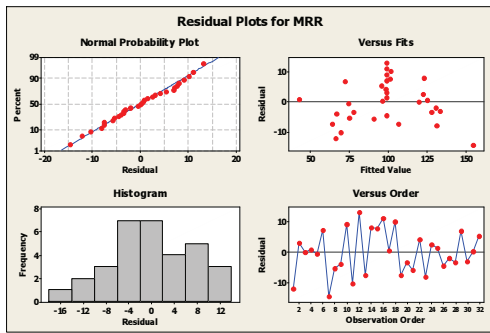 Residual Plots for MRR
Normal Probability Plot
Percent
99
90
50
10
1
-20 -10 0 10 20
Residual
Versus Fits
Residual
10
0
-10
50 75 100 125 150
Fitted Value
Histogram
Frequency
8
6
4
2
0
-16 -12 -8 -4 0 4 8 12
Residual
Versus Order
Residual
10
0
-10
2 4 6 8 10 12 14 16 18 20 22 24 26 28 30 32
Observation Order